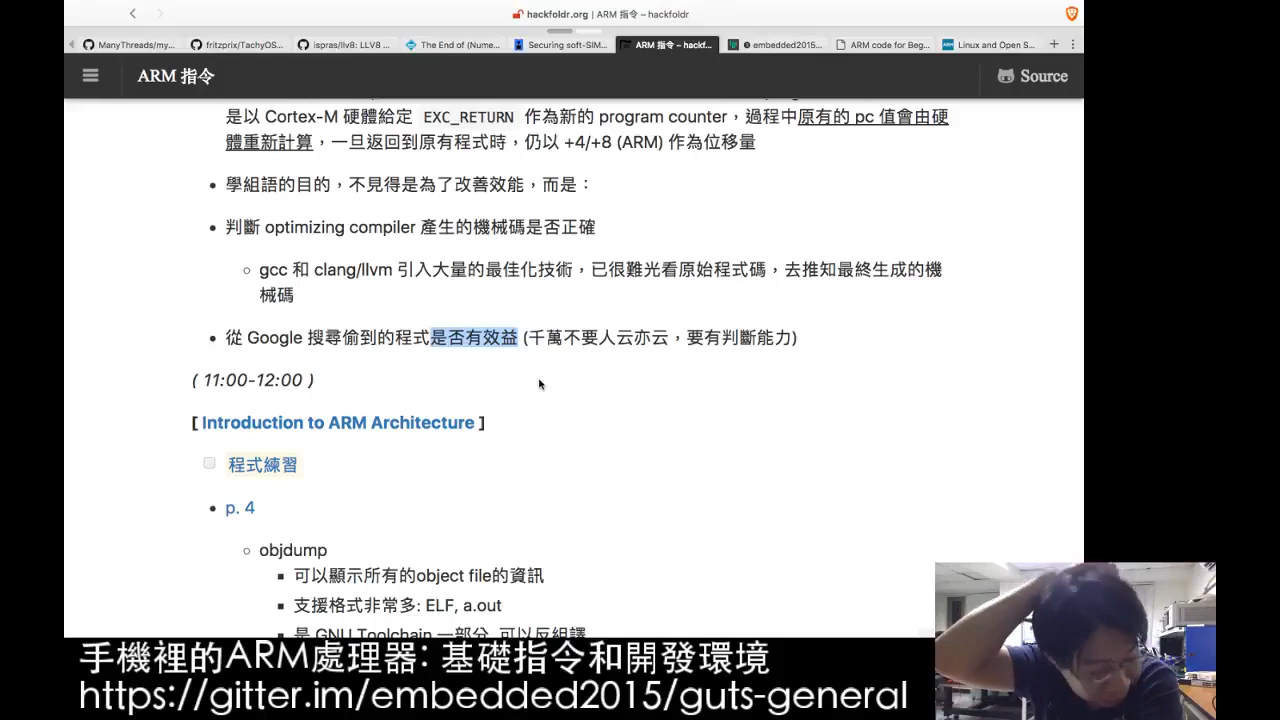 hackfoldr.org | ARM 指令 – hackfoldr
ManyThreads/my...
fritzprix/TachyOS...
ispras/llv8: LLV8 ...
The End of (Nume...
Securing soft-SIM...
ARM 指令 – hackf...
embedded2015...
ARM code for Beg...
Linux and Open S...
ARM 指令
Source
是以 Cortex-M 硬體給定 EXC_RETURN 作為新的 program counter，過程中原有的 pc 值會由硬
體重新計算，一旦返回到原有程式時，仍以 +4/+8 (ARM) 作為位移量
學組語的目的，不見得是為了改善效能，而是：
判斷 optimizing compiler 產生的機械碼是否正確
gcc 和 clang/llvm 引入大量的最佳化技術，已很難光看原始程式碼，去推知最終生成的機
械碼
從 Google 搜尋偷到的程式是否有效益 (千萬不要人云亦云，要有判斷能力)
( 11:00-12:00 )
[ Introduction to ARM Architecture ]
程式練習
p. 4
objdump
可以顯示所有的object file的資訊
支援格式非常多: ELF, a.out
是 GNU Toolchain 一部分, 可以反組譯
手機裡的ARM處理器: 基礎指令和開發環境
https://gitter.im/embedded2015/guts-general